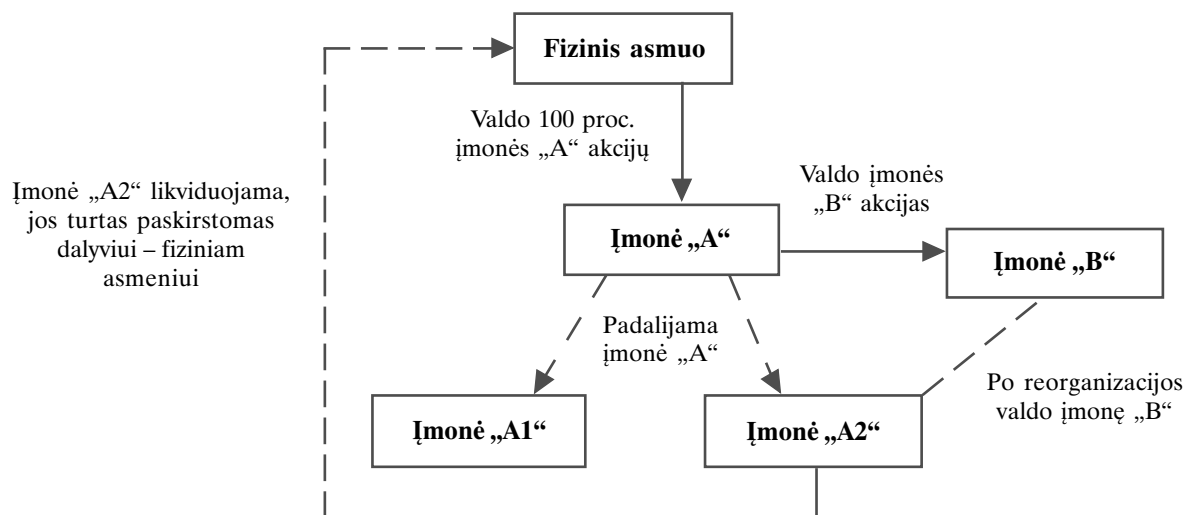 Fizinis asmuo
Valdo 100 proc.
įmonės „A“ akcijų
Įmonė „A2“ likviduojama,
jos turtas paskirstomas
dalyviui – fiziniam
asmeniui
Valdo įmonės
„B“ akcijas
Įmonė „A“
Įmonė „B“
Padalijama
įmonė „A“
Po reorganizacijos
valdo įmonę „B“
Įmonė „A1“
Įmonė „A2“